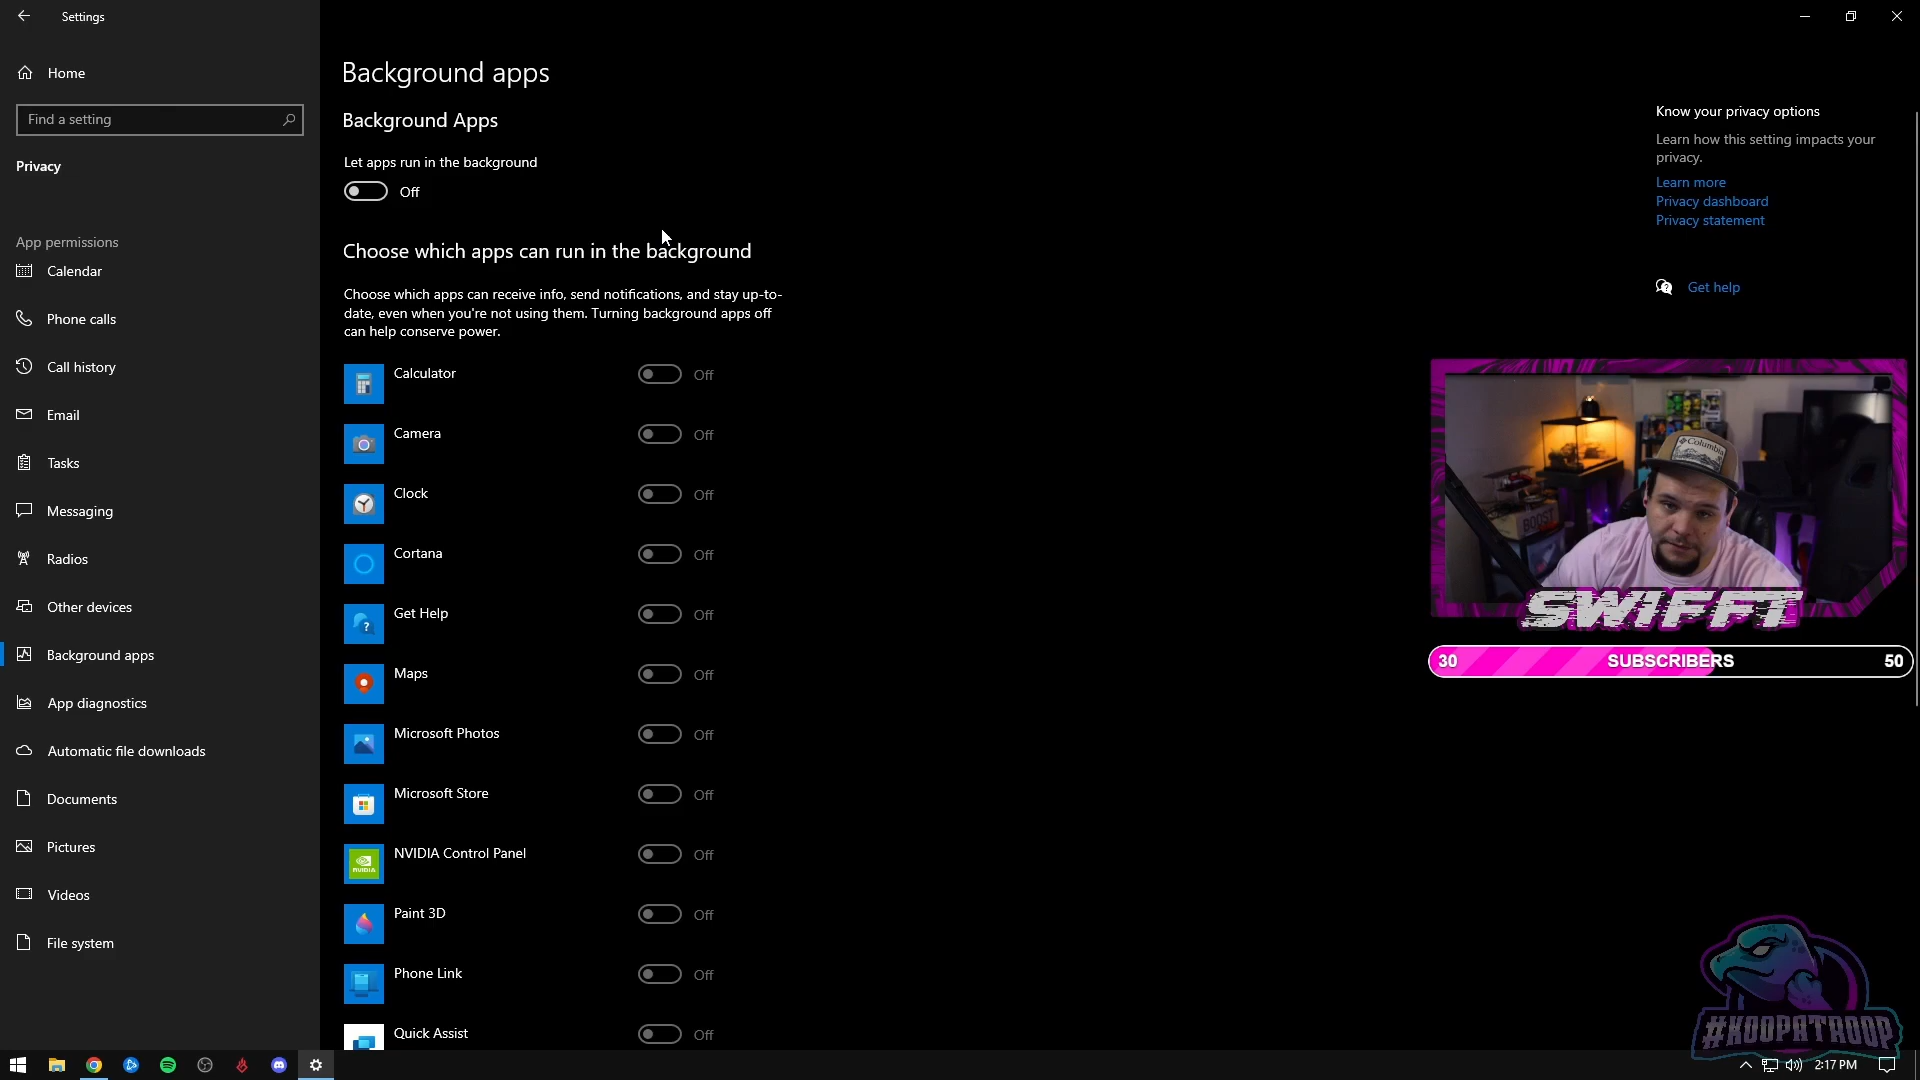 Settings
Home
Find a setting
Privacy
App permissions
Calendar
Phone calls
Call history
Email
Tasks
Messaging
Radios
Other devices
Background apps
App diagnostics
Automatic file downloads
Documents
Pictures
Videos
File system
Background apps
Background Apps
Let apps run in the background
Off
Choose which apps can run in the background
Choose which apps can receive info, send notifications, and stay up-to-
date, even when you're not using them. Turning background apps off
can help conserve power.
Calculator Off
Camera Off
Clock Off
Cortana Off
Get Help Off
Maps Off
Microsoft Photos Off
Microsoft Store Off
NVIDIA Control Panel Off
Paint 3D Off
Phone Link Off
Quick Assist Off
Know your privacy options
Learn how this setting impacts your
privacy.
Learn more
Privacy dashboard
Privacy statement
Get help
Columbia
BOOST
SWIFFT
30 SUBSCRIBERS 50
#KOOPATROOP
2:17 PM